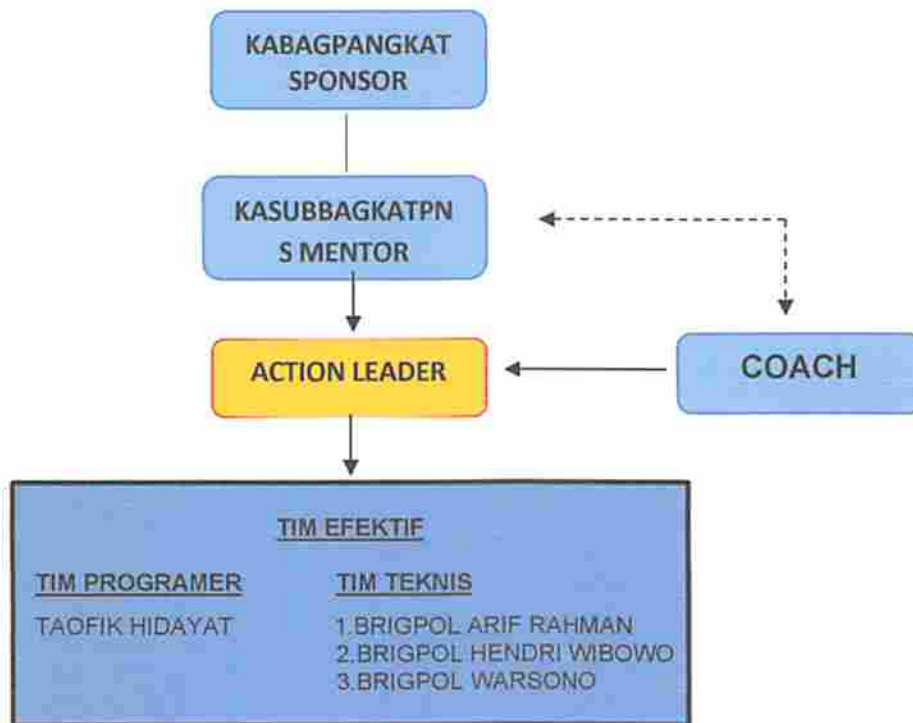 KABAGPANGKAT
SPONSOR
KASUBBAGKATPN
S MENTOR
ACTION LEADER
COACH
TIM EFEKTIF
TIM PROGRAMER
TAOFIK HIDAYAT
TIM TEKNIS
1.BRIGPOL ARIF RAHMAN
2.BRIGPOL HENDRI WIBOWO
3.BRIGPOL WARSONO